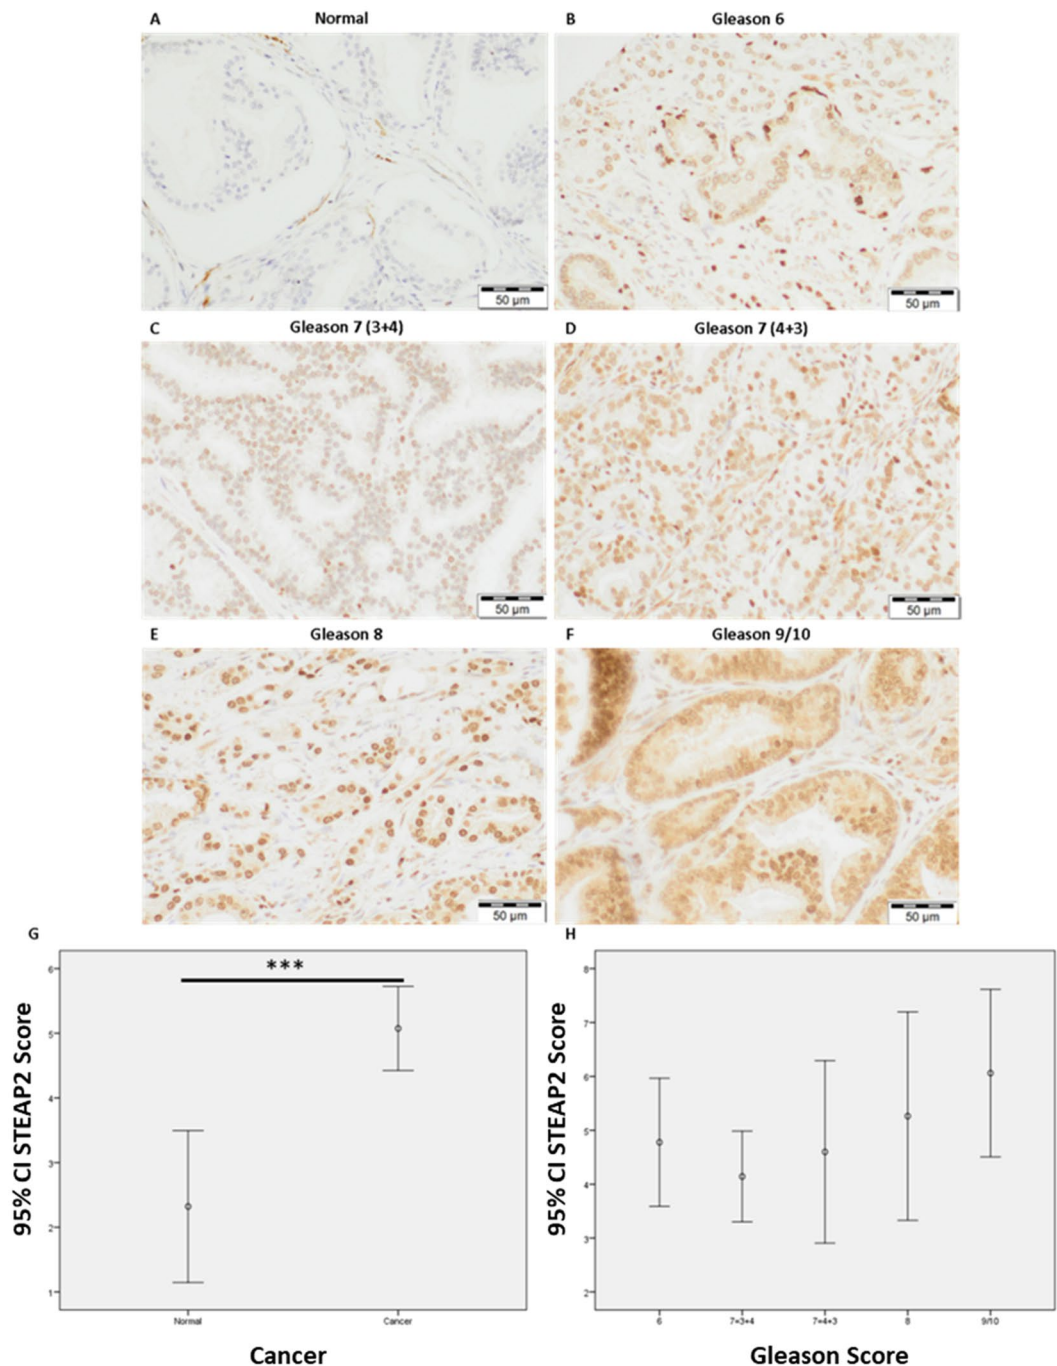 A Normal
B Gleason 6
50 µm
50 µm
C Gleason 7 (3+4)
D Gleason 7 (4+3)
50 µm
50 µm
E Gleason 8
F Gleason 9/10
50 µm
50 µm
G
H
***
6
5
4
3
2
1
95% CI STEAP2 Score
Normal
Cancer
Cancer
8
7
6
5
4
3
2
95% CI STEAP2 Score
6
7=3+4
7=4+3
8
9/10
Gleason Score